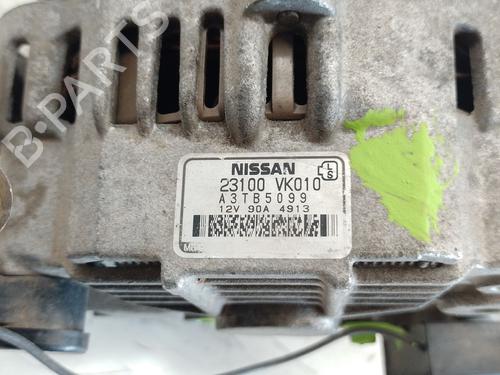 B-PARTS
NISSAN
L
S
23100 VK010
A3TB5099
12V 90A 4913